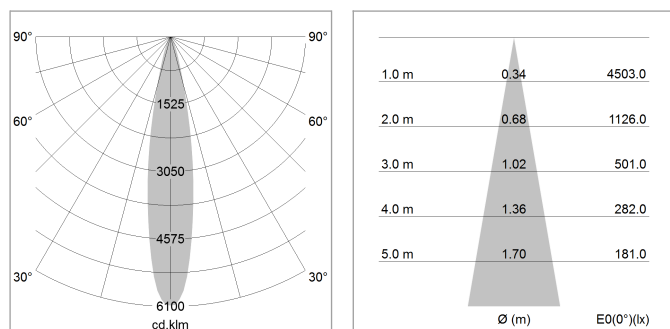 90° 90°
1525
60° 60°
3050
4575
30° 30°
6100
cd.klm
1.0 m 0.34 4503.0
2.0 m 0.68 1126.0
3.0 m 1.02 501.0
4.0 m 1.36 282.0
5.0 m 1.70 181.0
Ø (m) E0(0°)(lx)